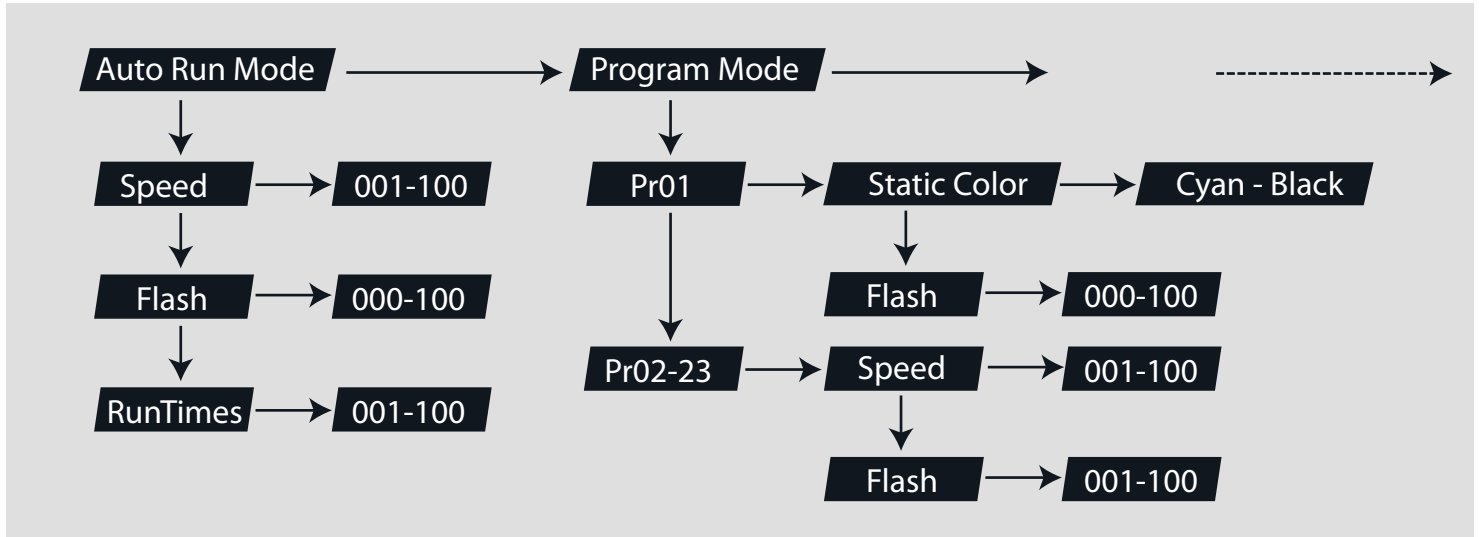 Auto Run Mode
Program Mode
Speed
001-100
Pr01
Static Color
Cyan - Black
Flash
000-100
Flash
000-100
Pr02-23
Speed
001-100
RunTimes
001-100
Flash
001-100